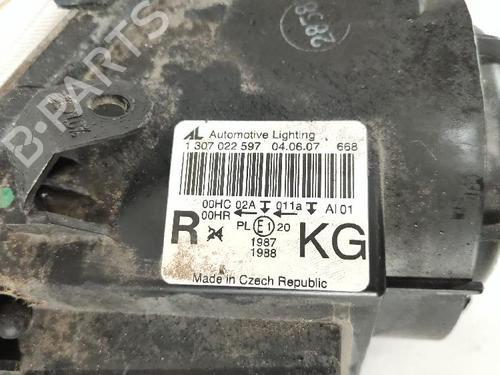 2858
B-PARTS
AL Automotive Lighting
1 307 022 597 04.06.07 668
00HC 02A 011a AI 01
00HR
R PL E1 20 KG
1987
1988
Made in Czech Republic